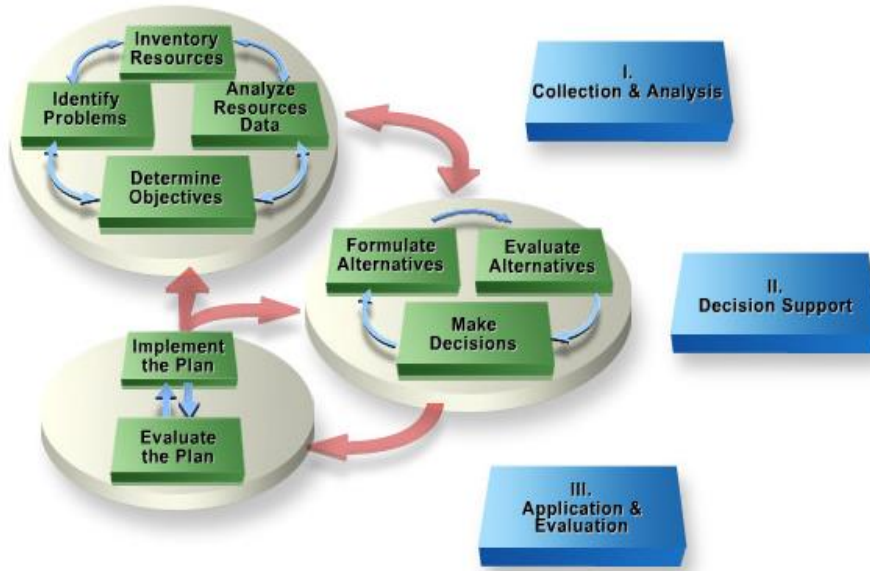 Inventory
Resources
Identify
Problems
Analyze
Resources
Data
Determine
Objectives
I.
Collection & Analysis
Formulate
Alternatives
Evaluate
Alternatives
Make
Decisions
II.
Decision Support
Implement
the Plan
Evaluate
the Plan
III.
Application &
Evaluation